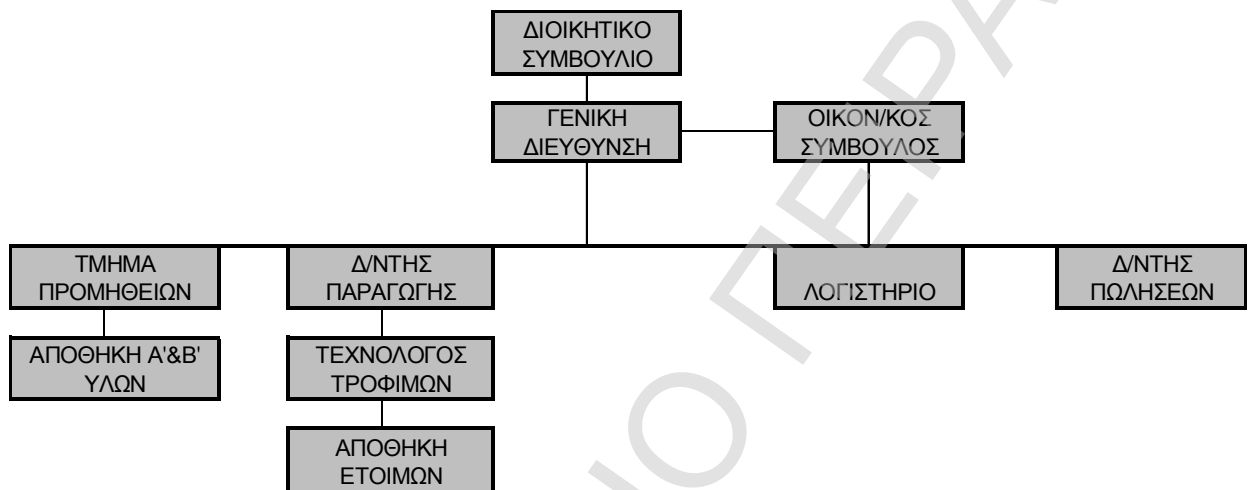 ΔΙΟΙΚΗΤΙΚΟ
ΣΥΜΒΟΥΛΙΟ
ΓΕΝΙΚΗ
ΔΙΕΥΘΥΝΣΗ
ΟΙΚΟΝ/ΚΟΣ
ΣΥΜΒΟΥΛΟΣ
ΤΜΗΜΑ
ΠΡΟΜΗΘΕΙΩΝ
Δ/ΝΤΗΣ
ΠΑΡΑΓΩΓΗΣ
ΛΟΓΙΣΤΗΡΙΟ
Δ/ΝΤΗΣ
ΠΩΛΗΣΕΩΝ
ΑΠΟΘΗΚΗ Α'&Β'
ΥΛΩΝ
ΤΕΧΝΟΛΟΓΟΣ
ΤΡΟΦΙΜΩΝ
ΑΠΟΘΗΚΗ
ΕΤΟΙΜΩΝ